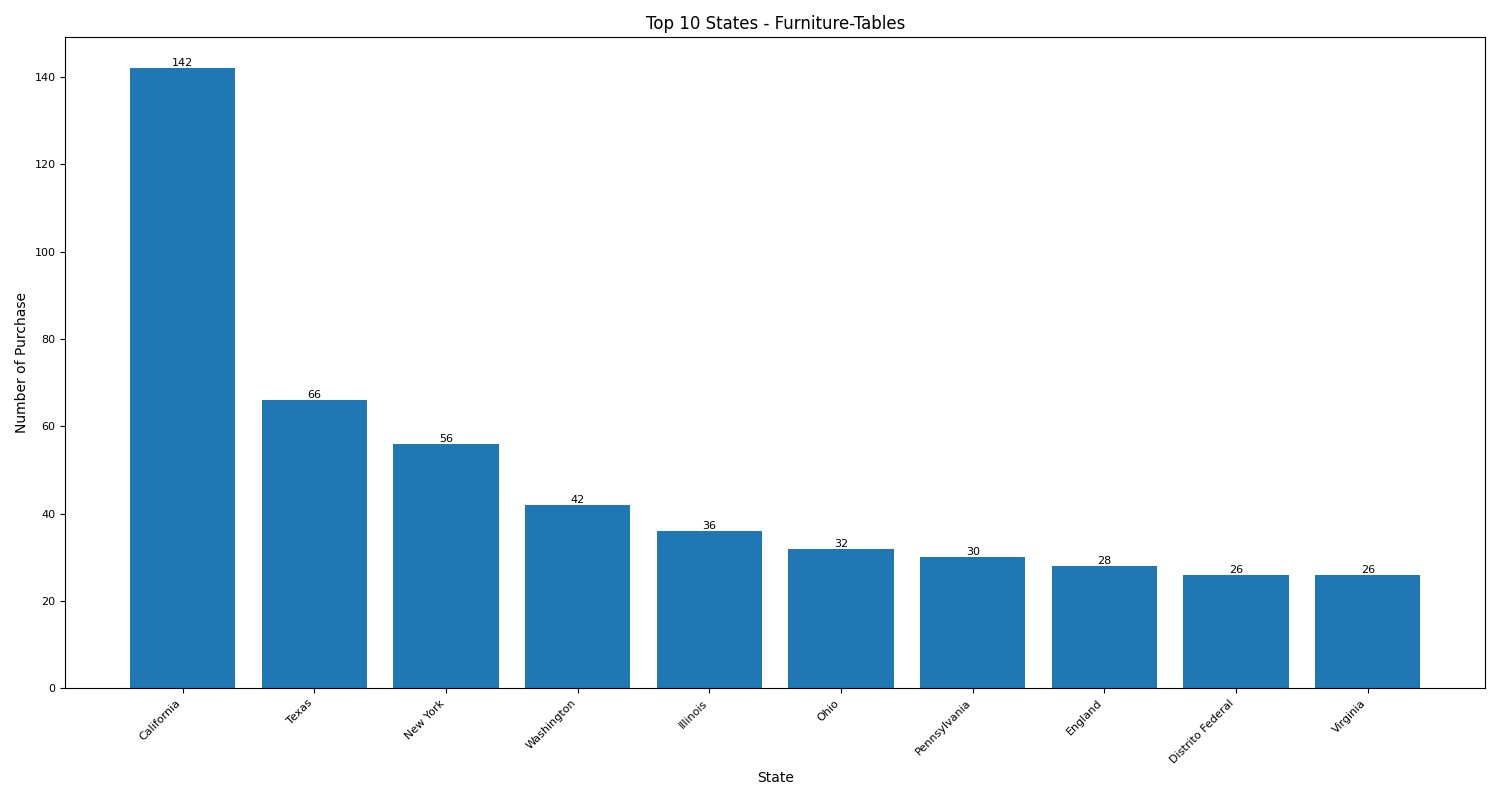 Top 10 States - Furniture-Tables
Number of Purchase
140
120
100
80
60
40
20
0
142
66
56
42
36
32
30
28
26
26
California
Texas
New York
Washington
Illinois
Ohio
Pennsylvania
England
Distrito Federal
Virginia
State